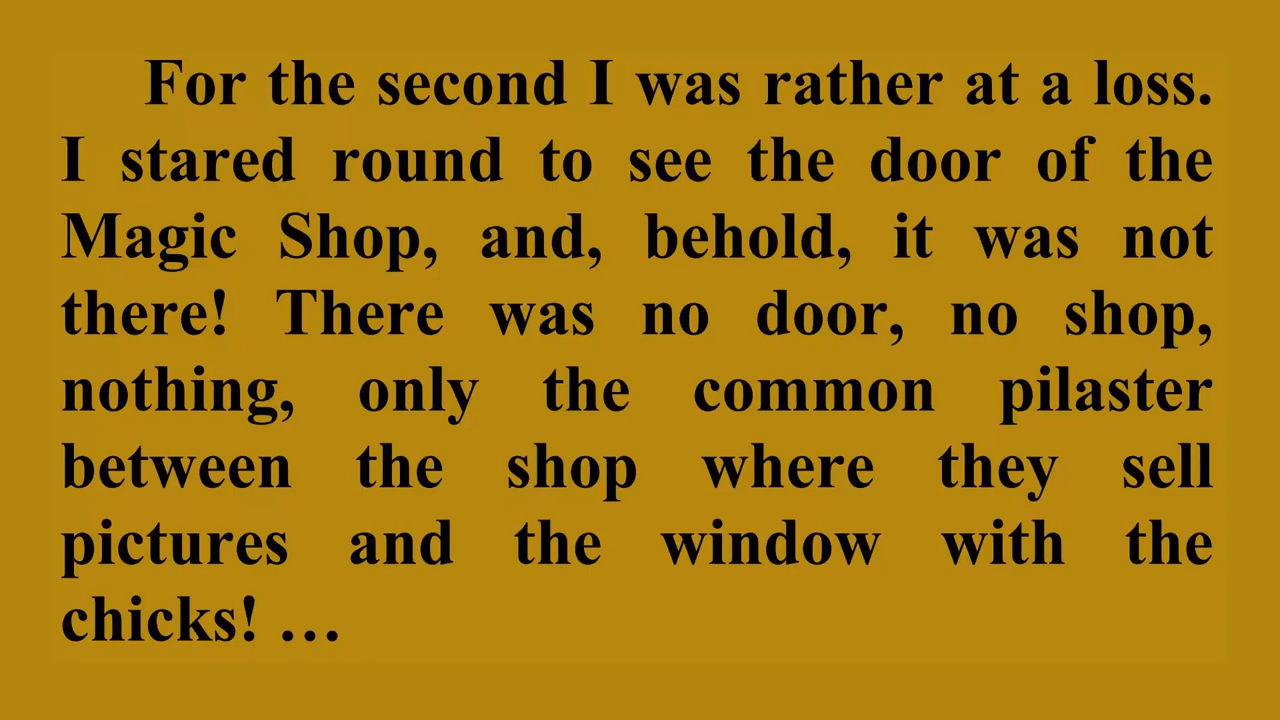 For the second I was rather at a loss.
I stared round to see the door of the
Magic Shop, and, behold, it was not
there! There was no door, no shop,
nothing, only the common pilaster
between the shop where they sell
pictures and the window with the
chicks! …